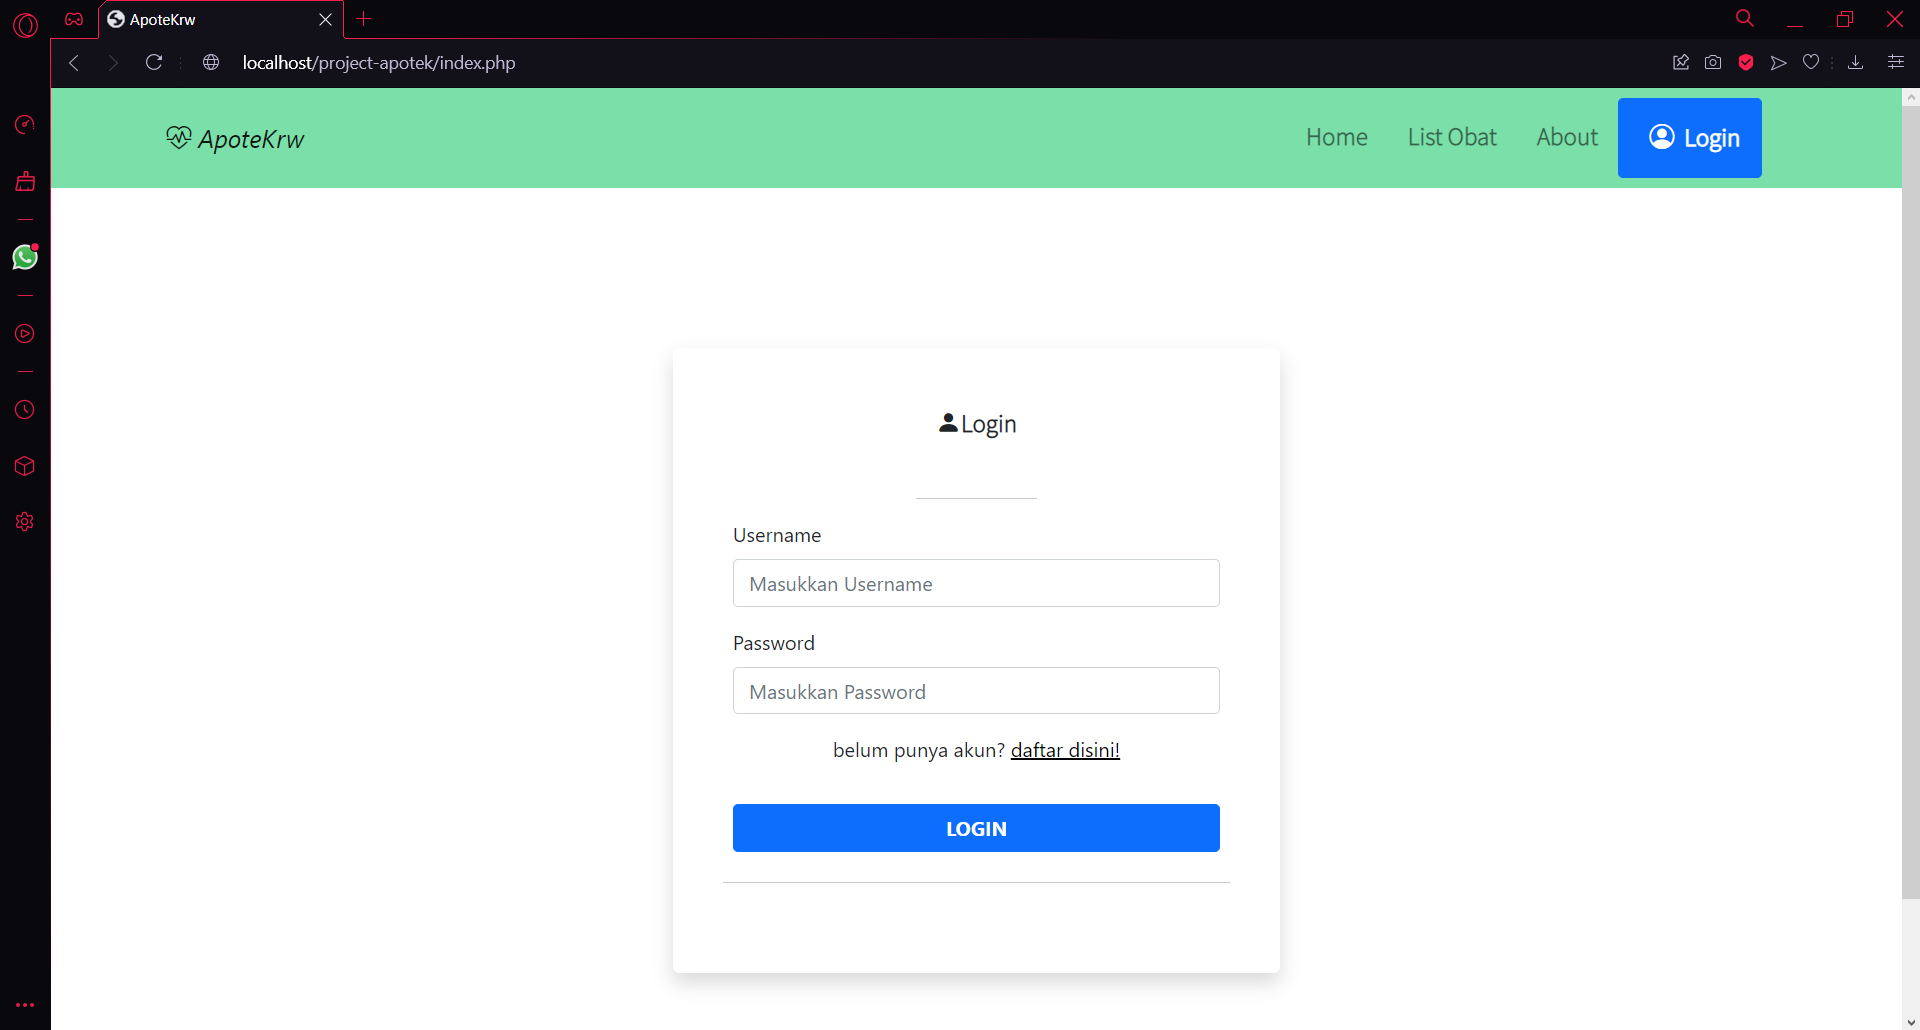 ApoteKrw
localhost/project-apotek/index.php
ApoteKrw
Home
List Obat
About
Login
Login
Username
Masukkan Username
Password
Masukkan Password
belum punya akun? daftar disini!
LOGIN